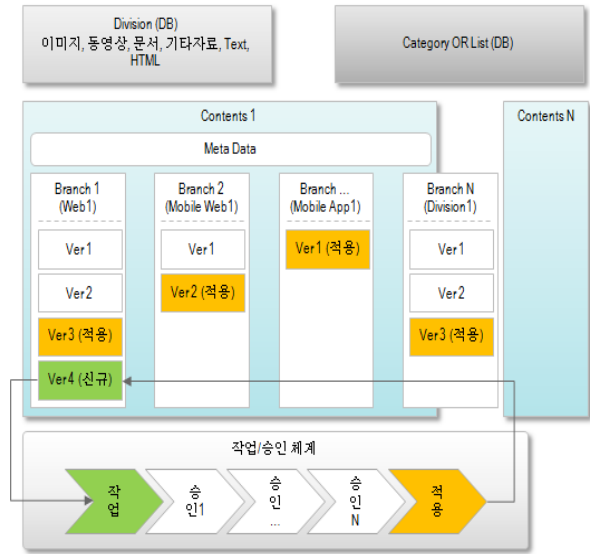 Division (DB)
이미지, 동영상, 문서, 기타자료, Text,
HTML
Category OR List (DB)
Contents 1
Contents N
Meta Data
Branch 1
(Web1)
Ver1
Ver2
Ver3 (적용)
Ver4 (신규)
Branch 2
(Mobile Web1)
Ver1
Ver2 (적용)
Branch ...
(Mobile App1)
Ver1 (적용)
Branch N
(Division1)
Ver1
Ver2
Ver3 (적용)
작업/승인 체계
작
업
승
인1
승
인
...
승
인
N
적
용